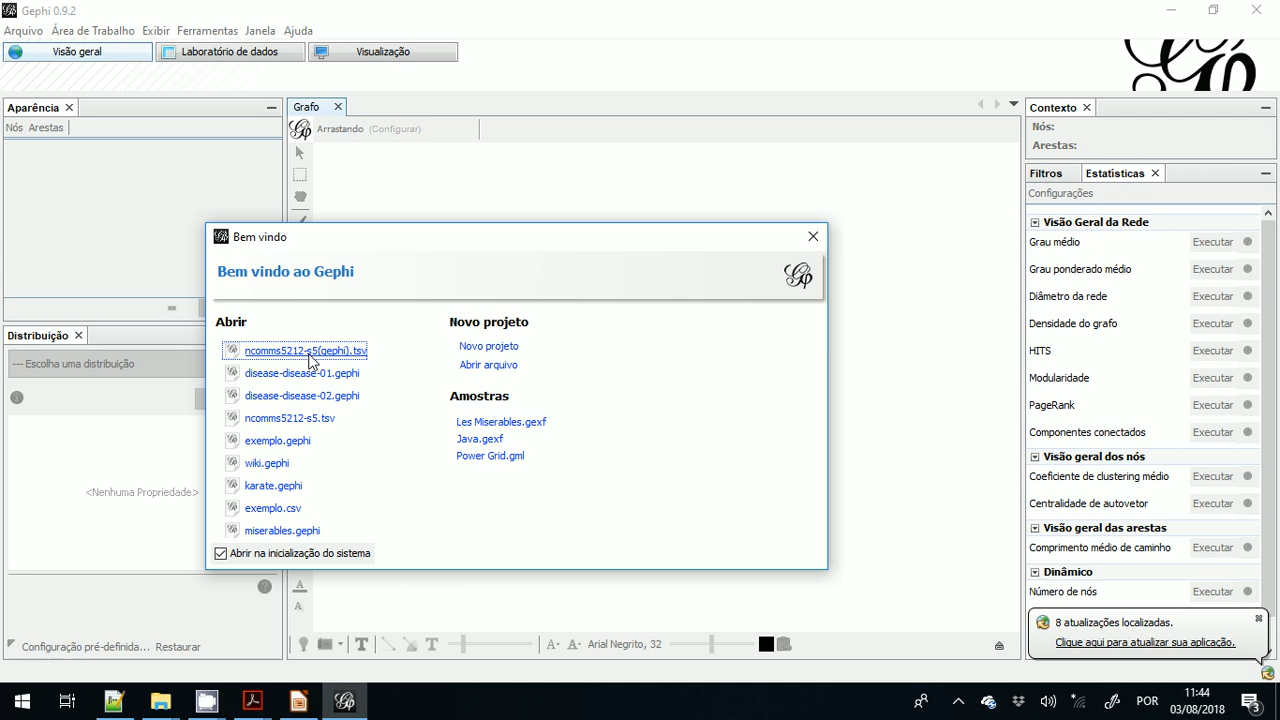 Gephi 0.9.2
Arquivo Área de Trabalho Exibir Ferramentas Janela Ajuda
Visão geral Laboratório de dados Visualização
Aparência
Nós Arestas
Grafo
Arrastando (Configurar)
Contexto
Nós:
Arestas:
Filtros Estatísticas
Configurações
Visão Geral da Rede
Grau médio Executar
Grau ponderado médio Executar
Diâmetro da rede Executar
Densidade do grafo Executar
HITS Executar
Modularidade Executar
PageRank Executar
Componentes conectados Executar
Visão geral dos nós
Coeficiente de clustering médio Executar
Centralidade de autovetor Executar
Visão geral das arestas
Comprimento médio de caminho Executar
Dinâmico
Número de nós Executar
Bem vindo
Bem vindo ao Gephi
Abrir
ncomms5212-s5(gephi).tsv
disease-disease-01.gephi
disease-disease-02.gephi
ncomms5212-s5.tsv
exemplo.gephi
wiki.gephi
karate.gephi
exemplo.csv
miserables.gephi
Abrir na inicialização do sistema
Novo projeto
Novo projeto
Abrir arquivo
Amostras
Les Miserables.gexf
Java.gexf
Power Grid.gml
Distribuição
--- Escolha uma distribuição
<Nenhuma Propriedade>
Configuração pré-definida... Restaurar
Arial Negrito, 32
8 atualizações localizadas.
Clique aqui para atualizar sua aplicação.
POR
11:44
03/08/2018
3